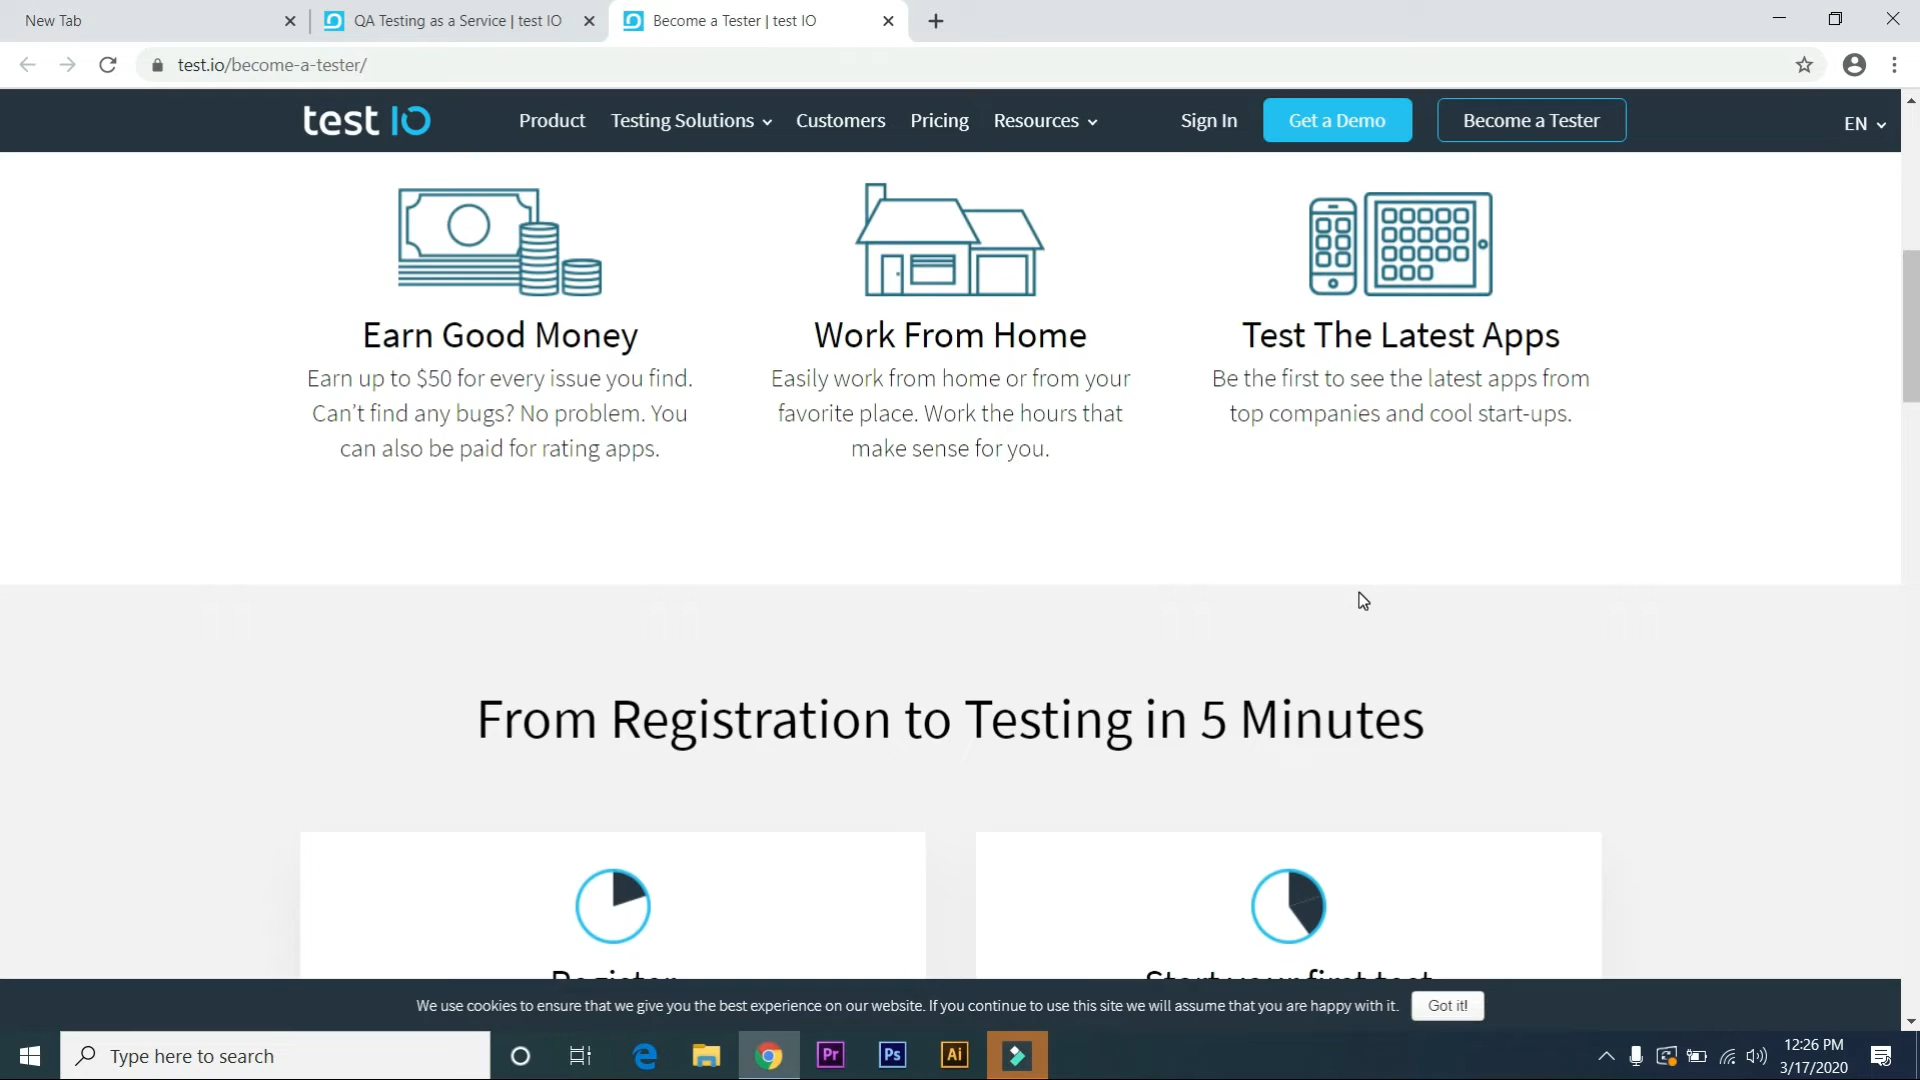 New Tab
QA Testing as a Service | test IO
Become a Tester | test IO
test.io/become-a-tester/
test IO
Product
Testing Solutions
Customers
Pricing
Resources
Sign In
Get a Demo
Become a Tester
EN
Earn Good Money
Earn up to $50 for every issue you find.
Can't find any bugs? No problem. You
can also be paid for rating apps.
Work From Home
Easily work from home or from your
favorite place. Work the hours that
make sense for you.
Test The Latest Apps
Be the first to see the latest apps from
top companies and cool start-ups.
From Registration to Testing in 5 Minutes
Register
Start your first test
We use cookies to ensure that we give you the best experience on our website. If you continue to use this site we will assume that you are happy with it.
Got it!
Type here to search
Pr
Ps
Ai
12:26 PM
3/17/2020